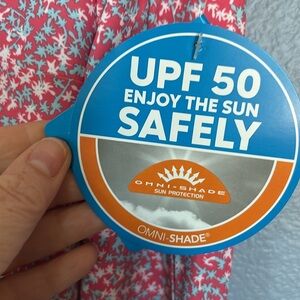 UPF 50
ENJOY THE SUN
SAFELY
OMNI-SHADE
SUN PROTECTION
OMNI-SHADE®